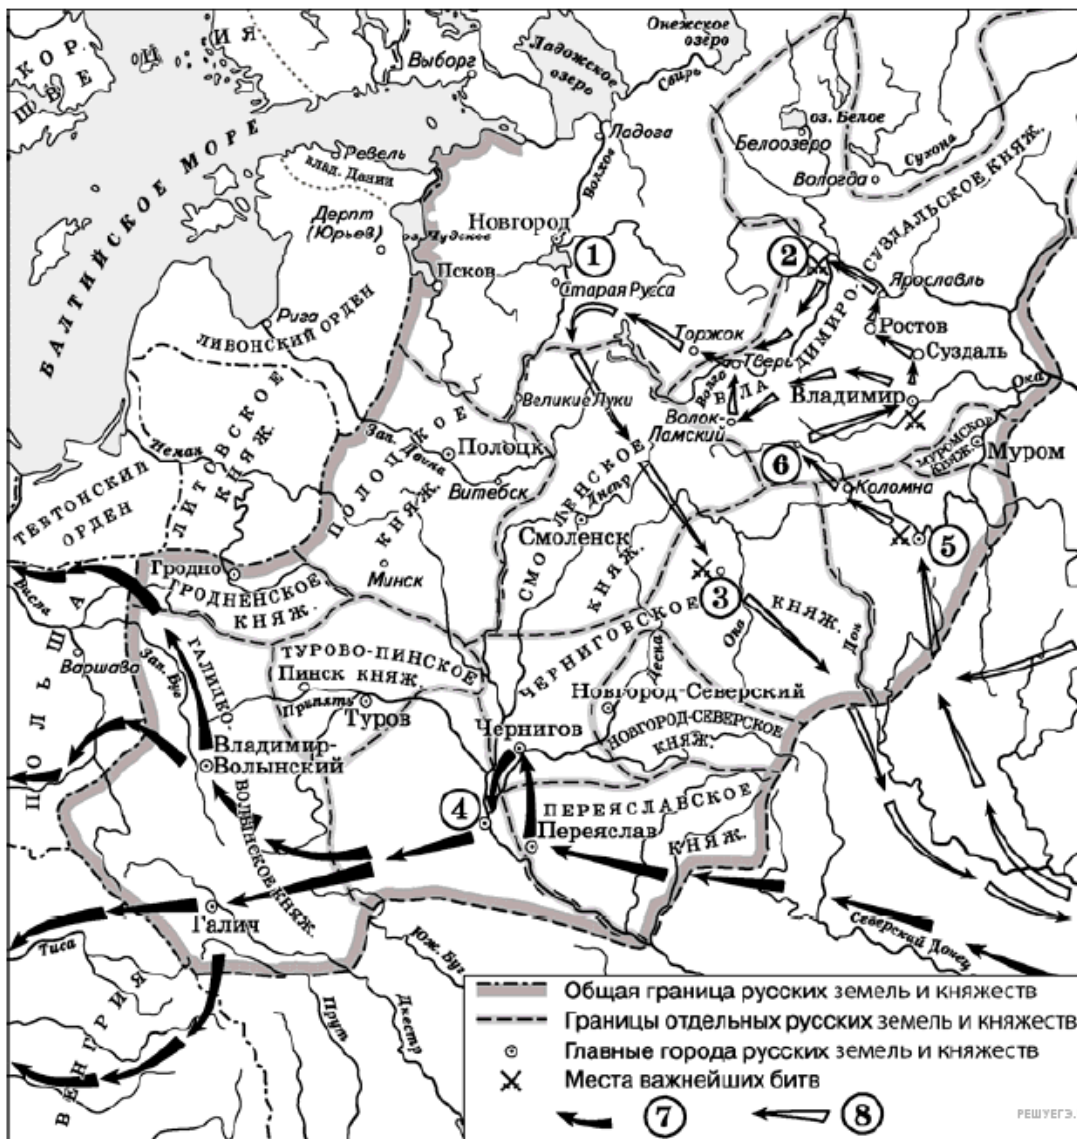 КОР.
ШВЕ
ЦИЯ
Выборг
Ладожское
озеро
Онежское
озеро
Свирь
БАЛТИЙСКОЕ МОРЕ
Ладога
Волхов
оз. Белое
Белоозеро
Сухона
Вологда
Ревель
влад. Дании
Дерпт
(Юрьев)
оз. Чудское
Новгород
1
2
Псков
Старая Русса
ВЛАДИМИРО-СУЗДАЛЬСКОЕ КНЯЖ.
Ярославль
Рига
ЛИВОНСКИЙ ОРДЕН
Торжок
Ростов
Тверь
Суздаль
Волга
Владимир
Ока
Великие Луки
Волок-
Ламский
Неман
Зап.
Двина
Полоцк
ПОЛОЦКОЕ
КНЯЖ.
6
МУРОМСКОЕ
КНЯЖ.
Муром
Витебск
Коломна
ТЕВТОНСКИЙ
ОРДЕН
ЛИТОВСКОЕ
КНЯЖ.
СМОЛЕНСКОЕ
КНЯЖ.
Днепр
Смоленск
5
Минск
Гродно
ГРОДНЕНСКОЕ
КНЯЖ.
3
Висла
ПОЛЬША
Варшава
Зап. Буг
ТУРОВО-ПИНСКОЕ
КНЯЖ
Пинск
Припять
Туров
ЧЕРНИГОВСКОЕ
КНЯЖ.
Ока
Дон
Десна
Новгород-Северский
НОВГОРОД-СЕВЕРСКОЕ
КНЯЖ.
Чернигов
ГАЛИЦКО-
ВОЛЫНСКОЕ КНЯЖ.
Владимир-
Волынский
4
ПЕРЕЯСЛАВСКОЕ
КНЯЖ.
Переяслав
Галич
Тиса
ВЕНГРИЯ
Юж. Буг
Северский Донец
Прут
Днестр
Общая граница русских земель и княжеств
Границы отдельных русских земель и княжеств
Главные города русских земель и княжеств
Места важнейших битв
7
8
РЕШУЕГЭ.